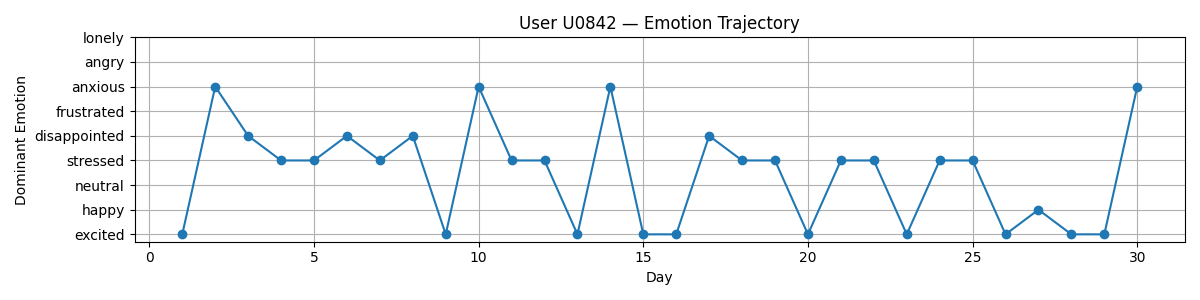 User U0842 — Emotion Trajectory
Dominant Emotion
lonely
angry
anxious
frustrated
disappointed
stressed
neutral
happy
excited
0 5 10 15 20 25 30
Day